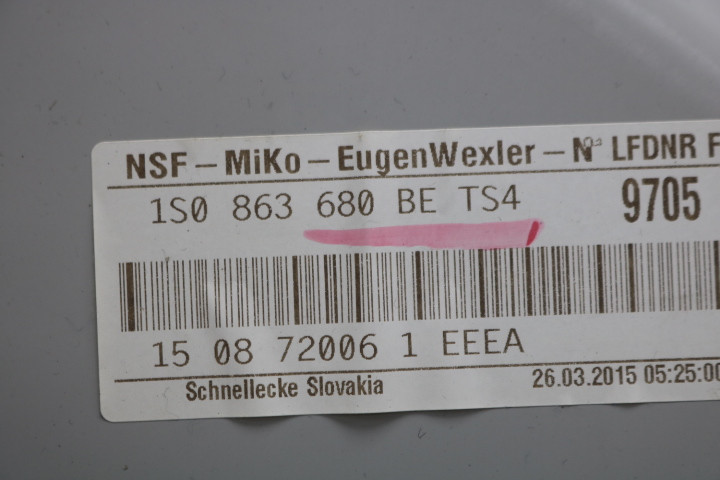 NSF – MiKo – EugenWexler – Nº LFDNR F
1S0 863 680 BE TS4 9705
15 08 72006 1 EEEA
Schnellecke Slovakia 26.03.2015 05:25:00